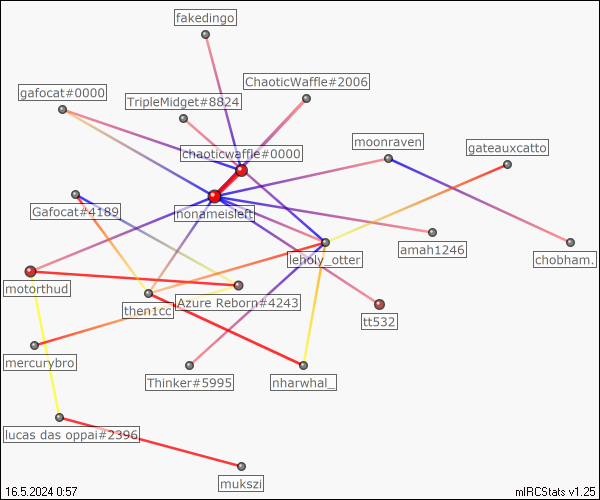 fakedingo
ChaoticWaffle#2006
gafocat#0000
TripleMidget#8824
moonraven
gateauxcatto
chaoticwaffle#0000
Gafocat#4189
nonameisleft
amah1246
leholy_otter
chobham.
motorthud
Azure Reborn#4243
then1cc
tt532
mercurybro
Thinker#5995
nharwhal_
lucas das oppai#2396
mukszi
16.5.2024 0:57
mIRCStats v1.25